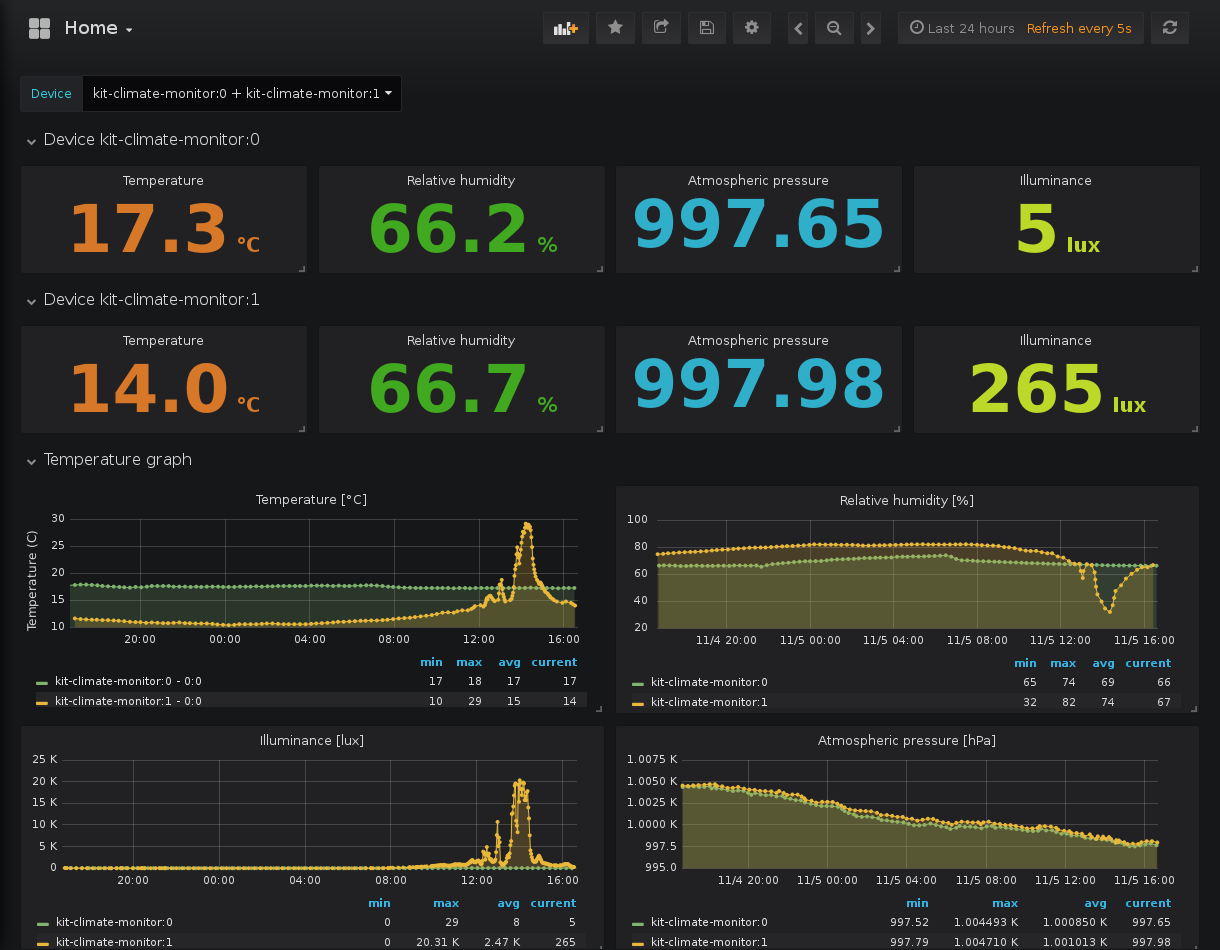 Home
Last 24 hours Refresh every 5s
Device kit-climate-monitor:0 + kit-climate-monitor:1
Device kit-climate-monitor:0
Temperature Relative humidity Atmospheric pressure Illuminance
17.3 °C 66.2 % 997.65 5 lux
Device kit-climate-monitor:1
Temperature Relative humidity Atmospheric pressure Illuminance
14.0 °C 66.7 % 997.98 265 lux
Temperature graph
Temperature [°C]
Temperature (C)
30
25
20
15
10
20:00 00:00 04:00 08:00 12:00 16:00
min max avg current
kit-climate-monitor:0 - 0:0 17 18 17 17
kit-climate-monitor:1 - 0:0 10 29 15 14
Relative humidity [%]
100
80
60
40
20
11/4 20:00 11/5 00:00 11/5 04:00 11/5 08:00 11/5 12:00 11/5 16:00
min max avg current
kit-climate-monitor:0 65 74 69 66
kit-climate-monitor:1 32 82 74 67
Illuminance [lux]
25 K
20 K
15 K
10 K
5 K
0
20:00 00:00 04:00 08:00 12:00 16:00
min max avg current
kit-climate-monitor:0 0 29 8 5
kit-climate-monitor:1 0 20.31 K 2.47 K 265
Atmospheric pressure [hPa]
1.0075 K
1.0050 K
1.0025 K
1.0000 K
997.5
995.0
11/4 20:00 11/5 00:00 11/5 04:00 11/5 08:00 11/5 12:00 11/5 16:00
min max avg current
kit-climate-monitor:0 997.52 1.004493 K 1.000850 K 997.65
kit-climate-monitor:1 997.79 1.004710 K 1.001013 K 997.98